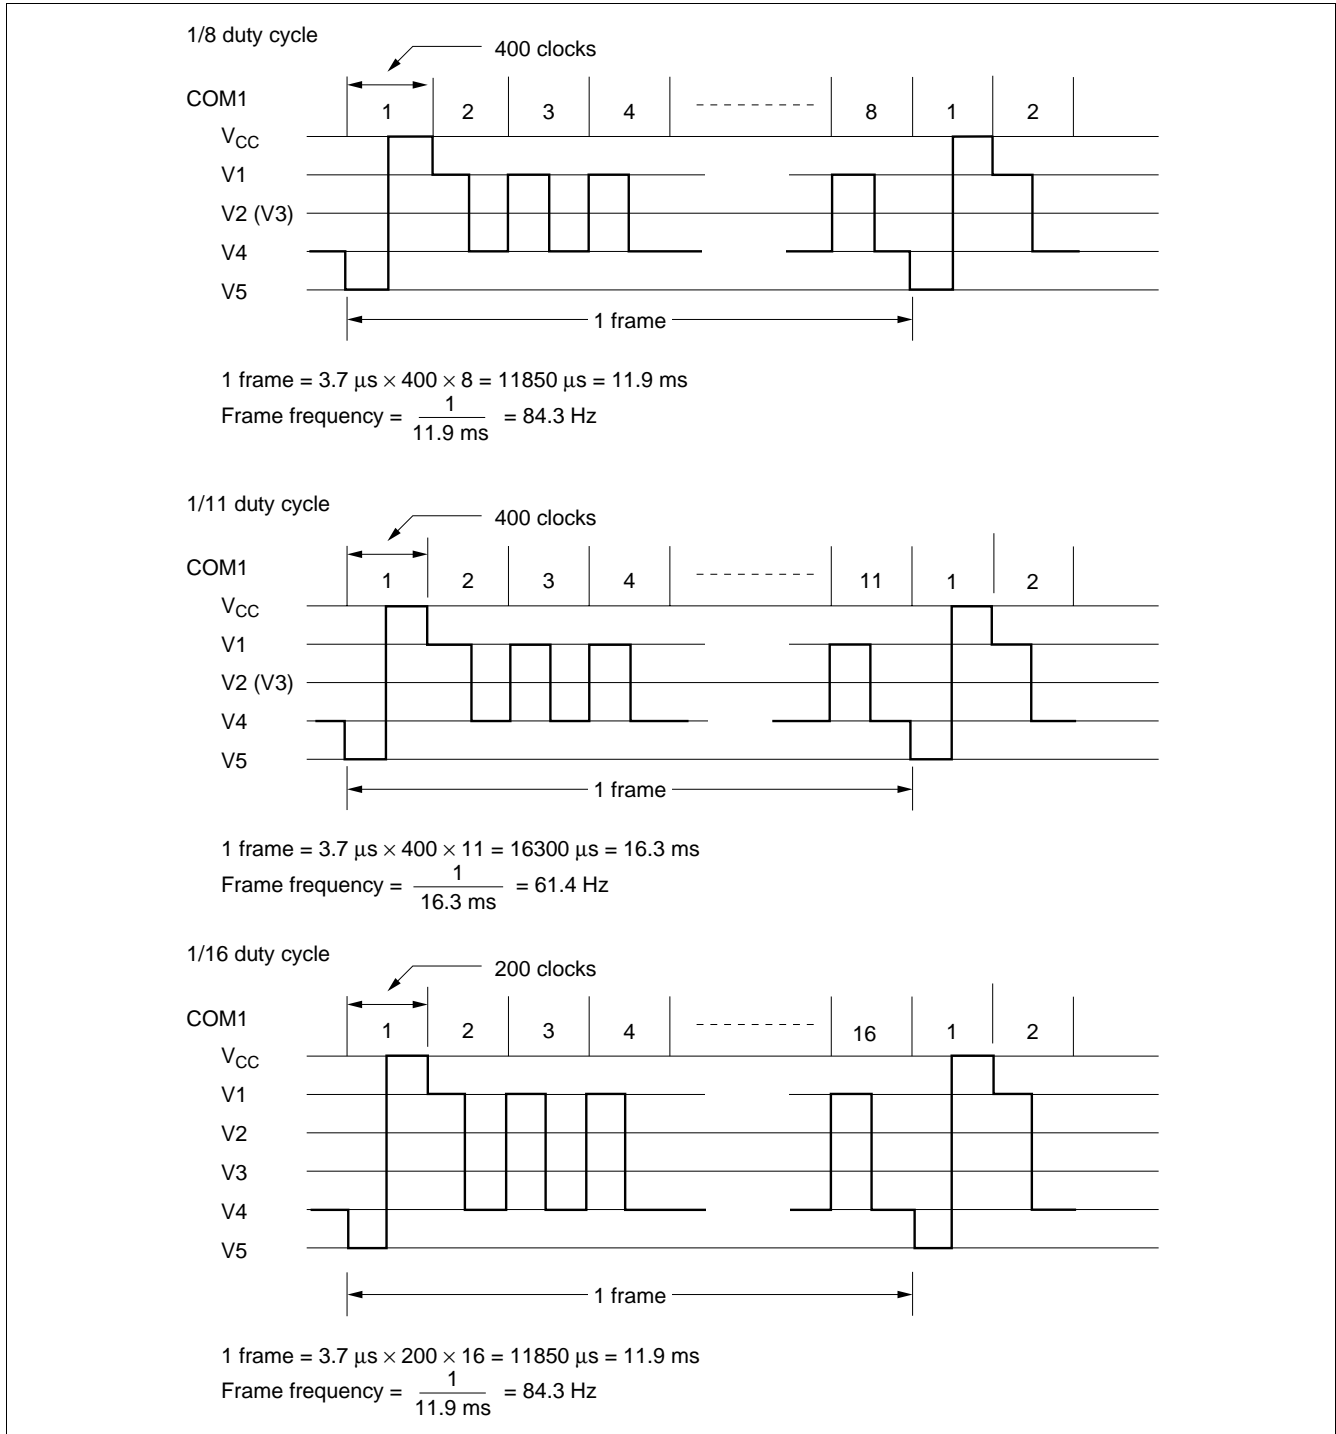 1/8 duty cycle
400 clocks
COM1
1 2 3 4 8 1 2
VCC
V1
V2 (V3)
V4
V5
1 frame
1 frame = 3.7 μs × 400 × 8 = 11850 μs = 11.9 ms
Frame frequency = 1 / 11.9 ms = 84.3 Hz
1/11 duty cycle
400 clocks
COM1
1 2 3 4 11 1 2
VCC
V1
V2 (V3)
V4
V5
1 frame
1 frame = 3.7 μs × 400 × 11 = 16300 μs = 16.3 ms
Frame frequency = 1 / 16.3 ms = 61.4 Hz
1/16 duty cycle
200 clocks
COM1
1 2 3 4 16 1 2
VCC
V1
V2
V3
V4
V5
1 frame
1 frame = 3.7 μs × 200 × 16 = 11850 μs = 11.9 ms
Frame frequency = 1 / 11.9 ms = 84.3 Hz